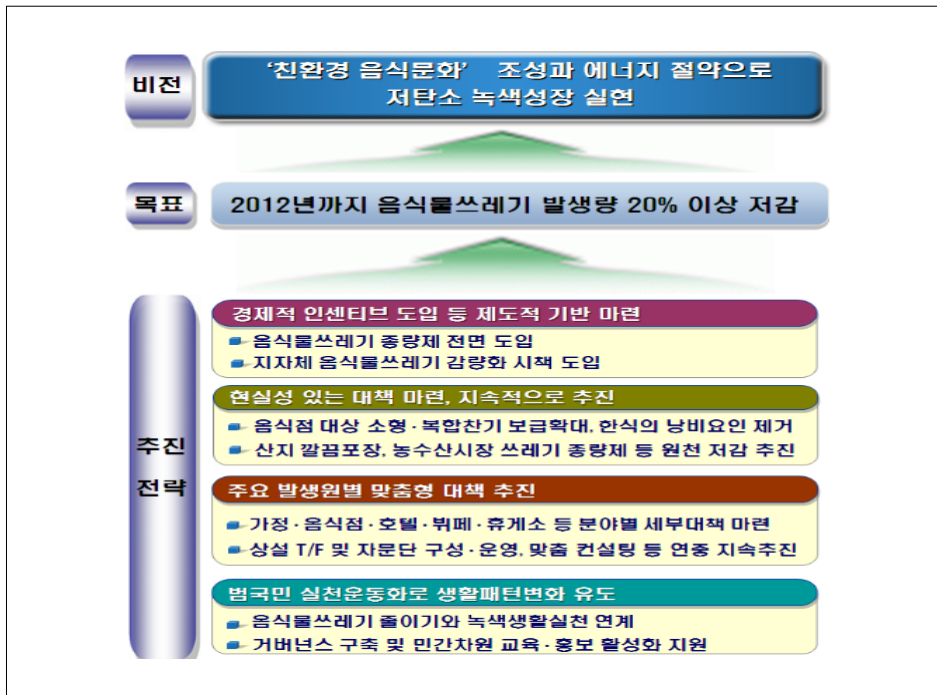 비전
‘친환경 음식문화’ 조성과 에너지 절약으로
저탄소 녹색성장 실현
목표
2012년까지 음식물쓰레기 발생량 20% 이상 저감
추진
전략
경제적 인센티브 도입 등 제도적 기반 마련
음식물쓰레기 종량제 전면 도입
지자체 음식물쓰레기 감량화 시책 도입
현실성 있는 대책 마련, 지속적으로 추진
음식점 대상 소형·복합찬기 보급확대, 한식의 낭비요인 제거
산지 깔끔포장, 농수산시장 쓰레기 종량제 등 원천 저감 추진
주요 발생원별 맞춤형 대책 추진
가정·음식점·호텔·뷔페·휴게소 등 분야별 세부대책 마련
상설 T/F 및 자문단 구성·운영, 맞춤 컨설팅 등 연중 지속추진
범국민 실천운동화로 생활패턴변화 유도
음식물쓰레기 줄이기와 녹색생활실천 연계
거버넌스 구축 및 민간차원 교육·홍보 활성화 지원